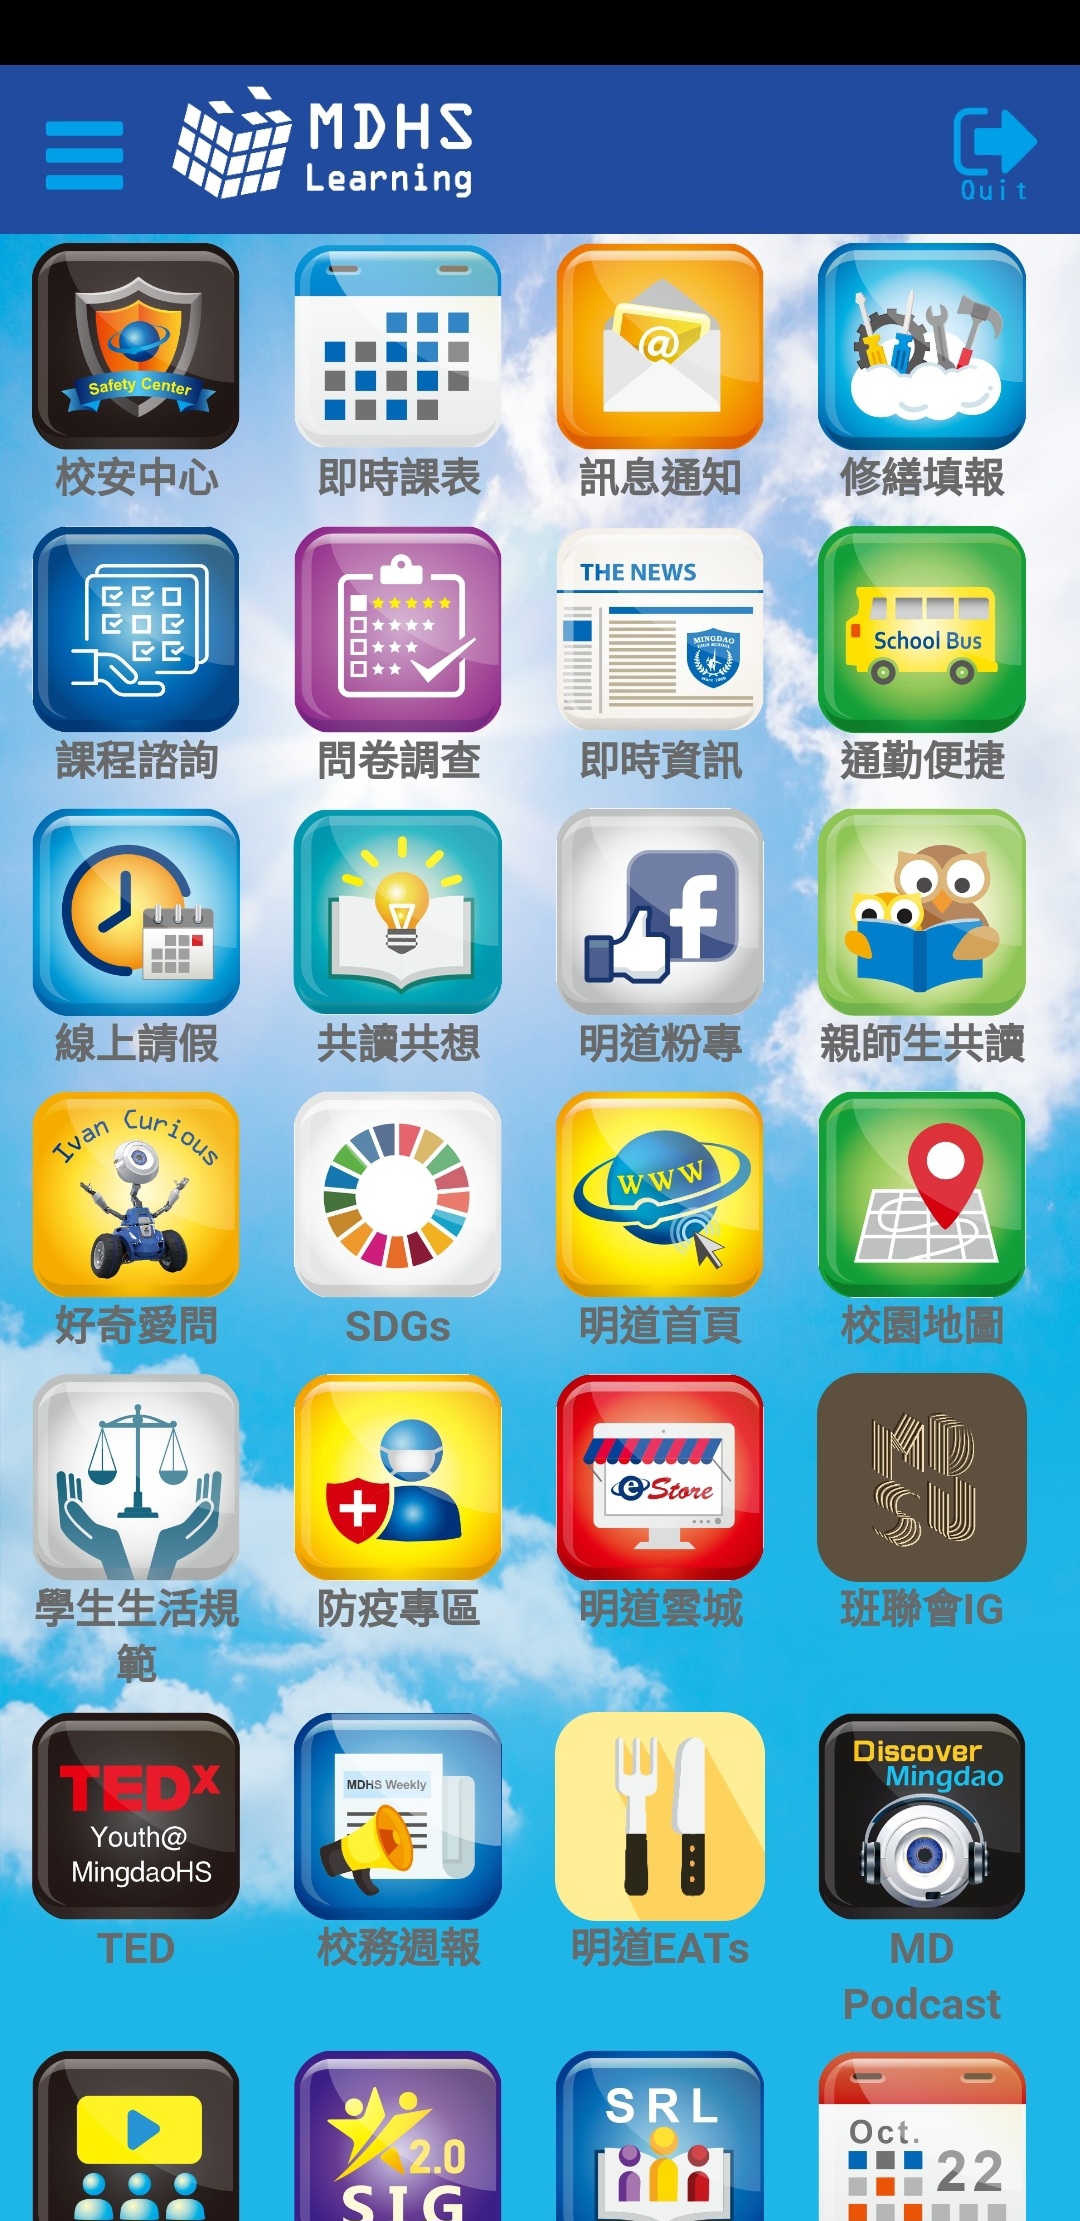 MDHS
Learning
Quit
Safety Center
校安中心
即時課表
@
訊息通知
修繕填報
課程諮詢
問卷調查
THE NEWS
MINGDAO
即時資訊
School Bus
通勤便捷
線上請假
共讀共想
f
明道粉專
親師生共讀
Ivan Curious
好奇愛問
SDGs
WWW
明道首頁
校園地圖
學生生活規
範
防疫專區
eStore
明道雲城
MD
SU
班聯會IG
TEDx
Youth@
MingdaoHS
TED
MDHS Weekly
校務週報
明道EATs
Discover
Mingdao
MD
Podcast
2.0
SIG
SRL
Oct.
22